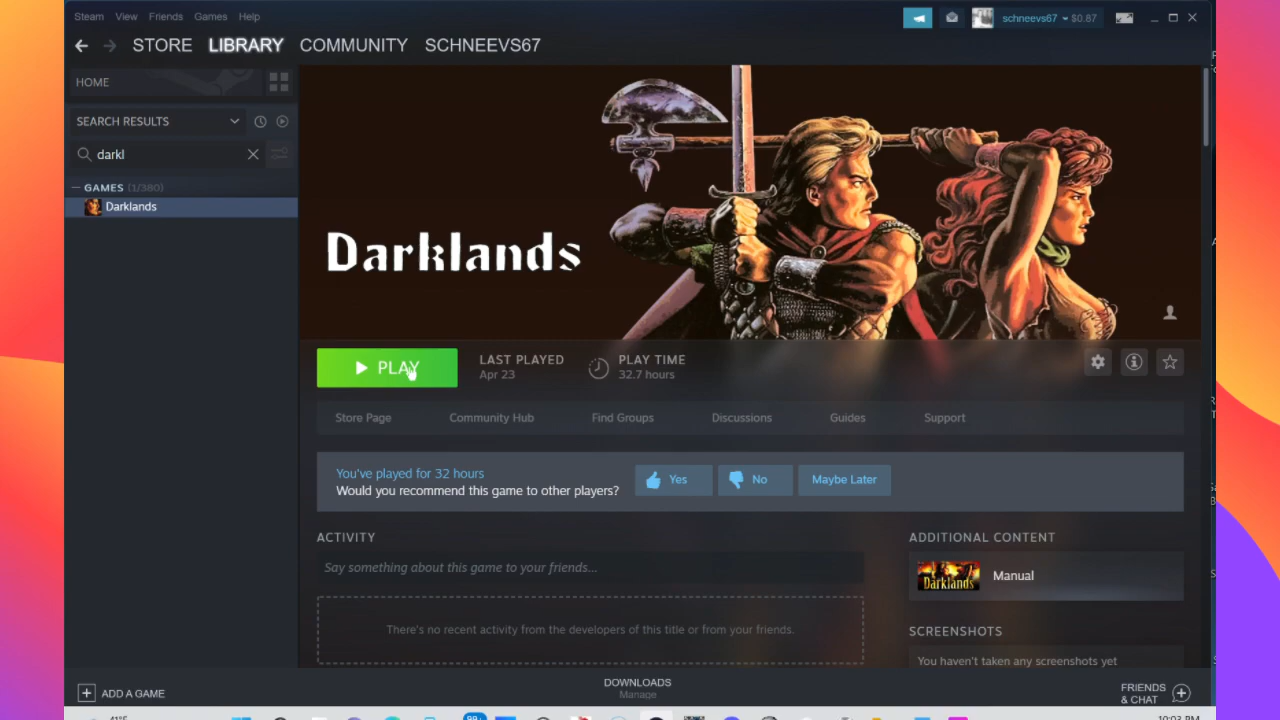 Steam View Friends Games Help
schneevs67 $0.87
STORE LIBRARY COMMUNITY SCHNEEVS67
HOME
SEARCH RESULTS
darkl
GAMES (1/380)
Darklands
Darklands
PLAY
LAST PLAYED
Apr 23
PLAY TIME
32.7 hours
Store Page Community Hub Find Groups Discussions Guides Support
You've played for 32 hours
Would you recommend this game to other players?
Yes No Maybe Later
ACTIVITY
Say something about this game to your friends...
There's no recent activity from the developers of this title or from your friends.
ADDITIONAL CONTENT
Darklands
Manual
SCREENSHOTS
You haven't taken any screenshots yet
ADD A GAME
DOWNLOADS
Manage
FRIENDS
& CHAT
41°F
99+
10:03 PM